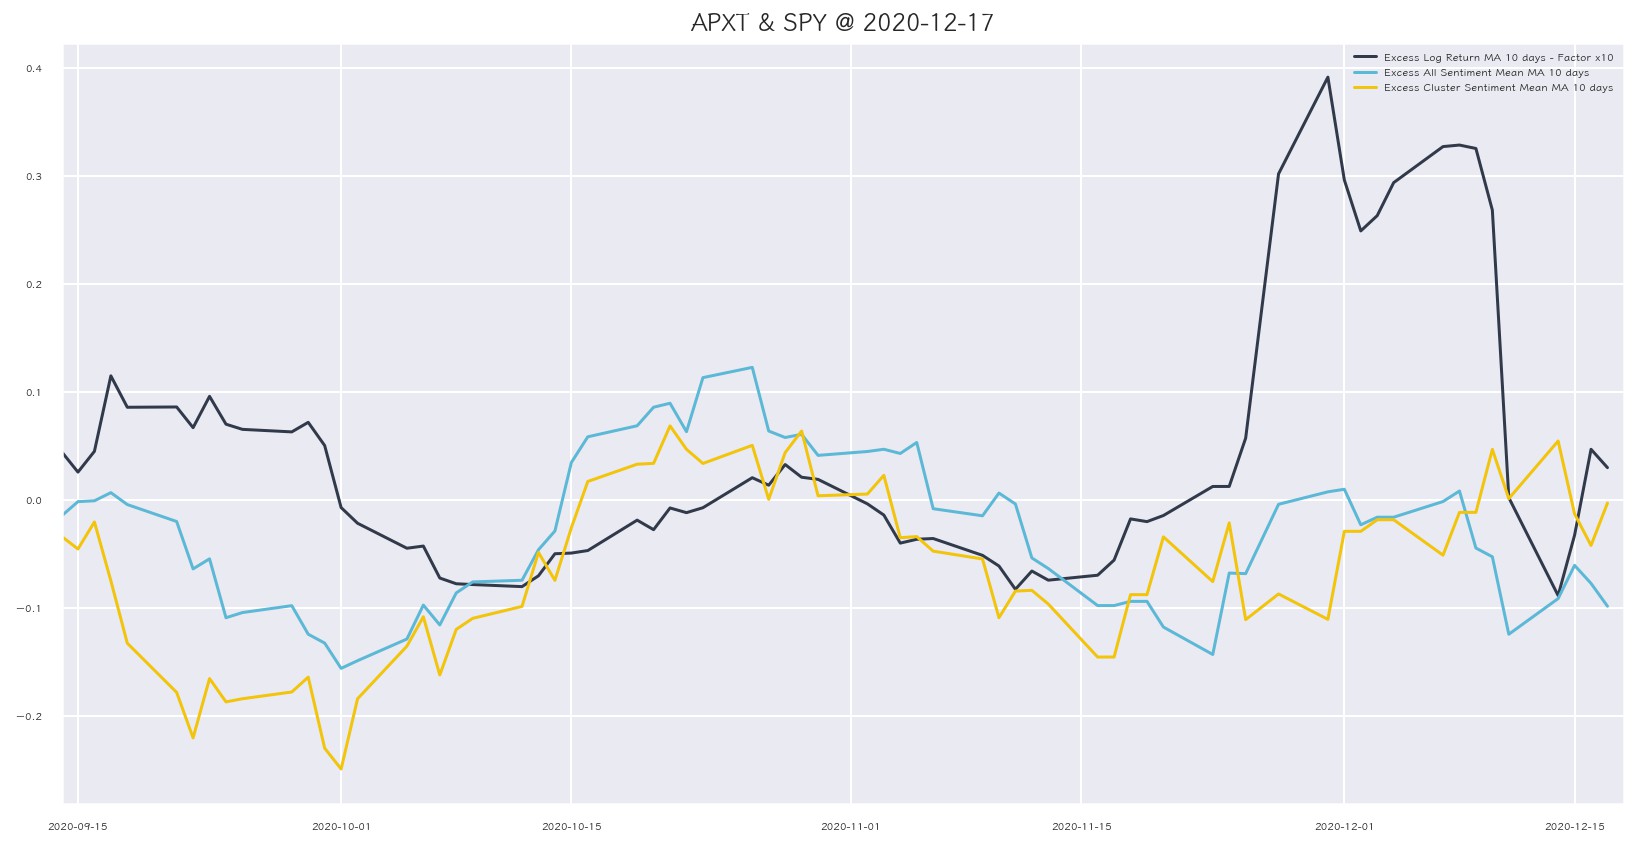 APXT & SPY @ 2020-12-17
Excess Log Return MA 10 days - Factor x10
Excess All Sentiment Mean MA 10 days
Excess Cluster Sentiment Mean MA 10 days
0.4
0.3
0.2
0.1
0.0
−0.1
−0.2
2020-09-15 2020-10-01 2020-10-15 2020-11-01 2020-11-15 2020-12-01 2020-12-15